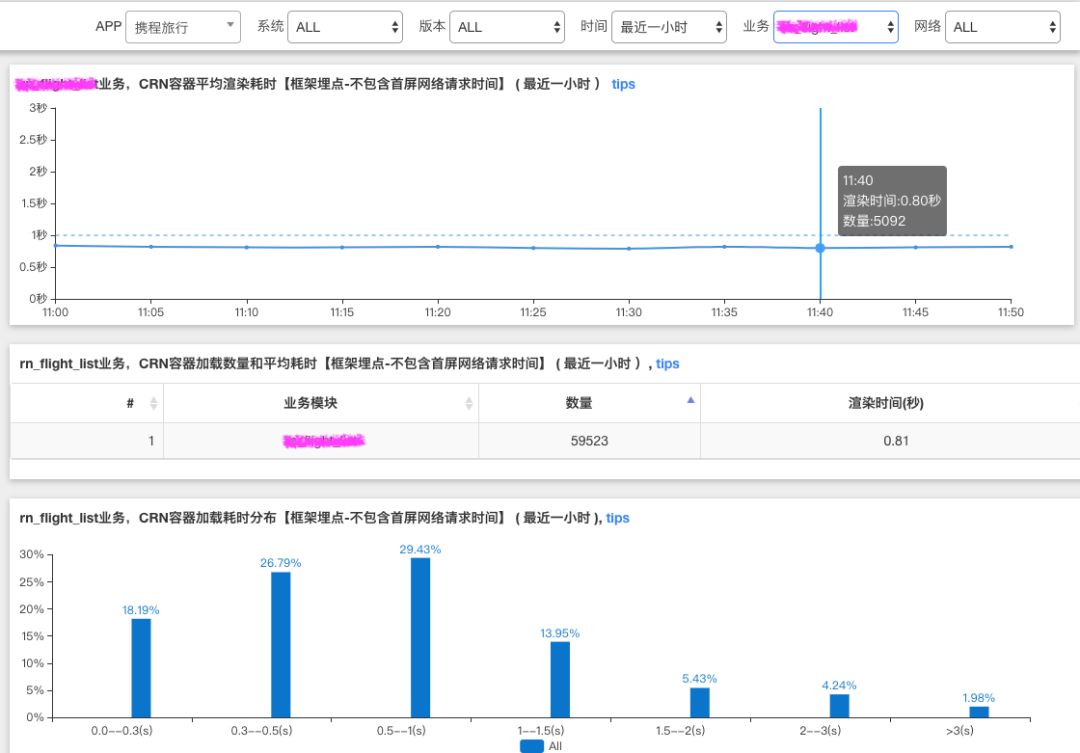 APP 携程旅行 系统 ALL 版本 ALL 时间 最近一小时 业务 网络 ALL
业务，CRN容器平均渲染耗时【框架埋点-不包含首屏网络请求时间】 ( 最近一小时 ） tips
3秒
2.5秒
2秒
1.5秒
1秒
0.5秒
0秒
11:40
渲染时间:0.80秒
数量:5092
11:00 11:05 11:10 11:15 11:20 11:25 11:30 11:35 11:40 11:45 11:50
rn_flight_list业务，CRN容器加载数量和平均耗时【框架埋点-不包含首屏网络请求时间】 ( 最近一小时 ） , tips
# 业务模块 数量 渲染时间(秒)
1 59523 0.81
rn_flight_list业务，CRN容器加载耗时分布【框架埋点-不包含首屏网络请求时间】 ( 最近一小时 ), tips
30%
25%
20%
15%
10%
5%
0%
18.19% 26.79% 29.43% 13.95% 5.43% 4.24% 1.98%
0.0--0.3(s) 0.3--0.5(s) 0.5--1(s) 1--1.5(s) 1.5--2(s) 2--3(s) >3(s)
All